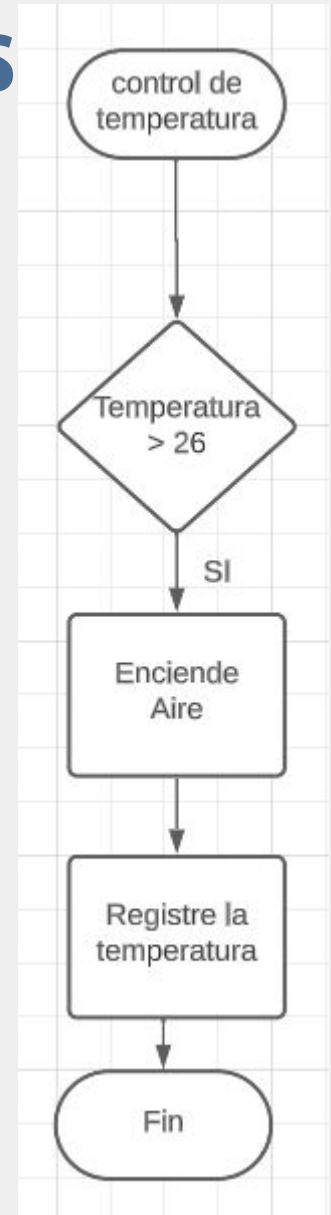 s
control de
temperatura
Temperatura
> 26
SI
Enciende
Aire
Registre la
temperatura
Fin